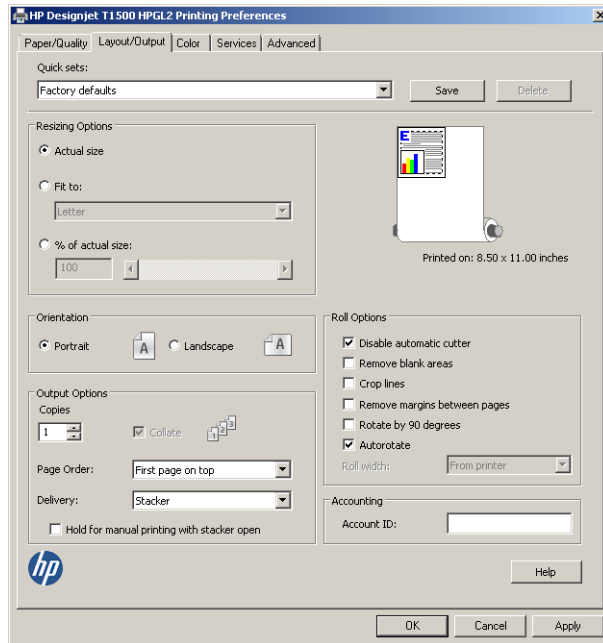 HP Designjet T1500 HPGL2 Printing Preferences
Paper/Quality Layout/Output Color Services Advanced
Quick sets:
Factory defaults Save Delete
Resizing Options
Actual size
Fit to:
Letter
% of actual size:
100
E
Printed on: 8.50 x 11.00 inches
Orientation
Portrait A Landscape A
Output Options
Copies
1 Collate 1 2 3
Page Order: First page on top
Delivery: Stacker
Hold for manual printing with stacker open
Roll Options
Disable automatic cutter
Remove blank areas
Crop lines
Remove margins between pages
Rotate by 90 degrees
Autorotate
Roll width: From printer
Accounting
Account ID:
hp
Help
OK Cancel Apply